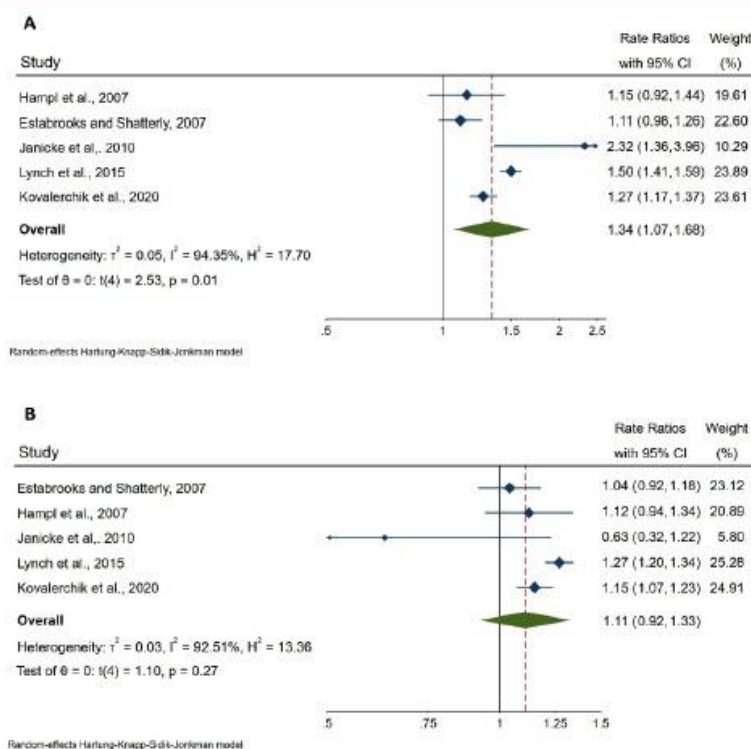 A
Rate Ratios Weight
Study with 95% CI (%)
Hampl et al., 2007 1.15 (0.92, 1.44) 19.61
Estabrooks and Shatterly, 2007 1.11 (0.98, 1.26) 22.60
Janicke et al,. 2010 2.32 (1.36, 3.96) 10.29
Lynch et al., 2015 1.50 (1.41, 1.59) 23.89
Kovalerchik et al., 2020 1.27 (1.17, 1.37) 23.61
Overall 1.34 (1.07, 1.68)
Heterogeneity: τ² = 0.05, I² = 94.35%, H² = 17.70
Test of θ = 0: t(4) = 2.53, p = 0.01
.5 1 1.5 2 2.5
Random-effects Hartung-Knapp-Sidik-Jonkman model
B
Rate Ratios Weight
Study with 95% CI (%)
Estabrooks and Shatterly, 2007 1.04 (0.92, 1.18) 23.12
Hampl et al., 2007 1.12 (0.94, 1.34) 20.89
Janicke et al,. 2010 0.63 (0.32, 1.22) 5.80
Lynch et al., 2015 1.27 (1.20, 1.34) 25.28
Kovalerchik et al., 2020 1.15 (1.07, 1.23) 24.91
Overall 1.11 (0.92, 1.33)
Heterogeneity: τ² = 0.03, I² = 92.51%, H² = 13.36
Test of θ = 0: t(4) = 1.10, p = 0.27
.5 .75 1 1.25 1.5
Random-effects Hartung-Knapp-Sidik-Jonkman model